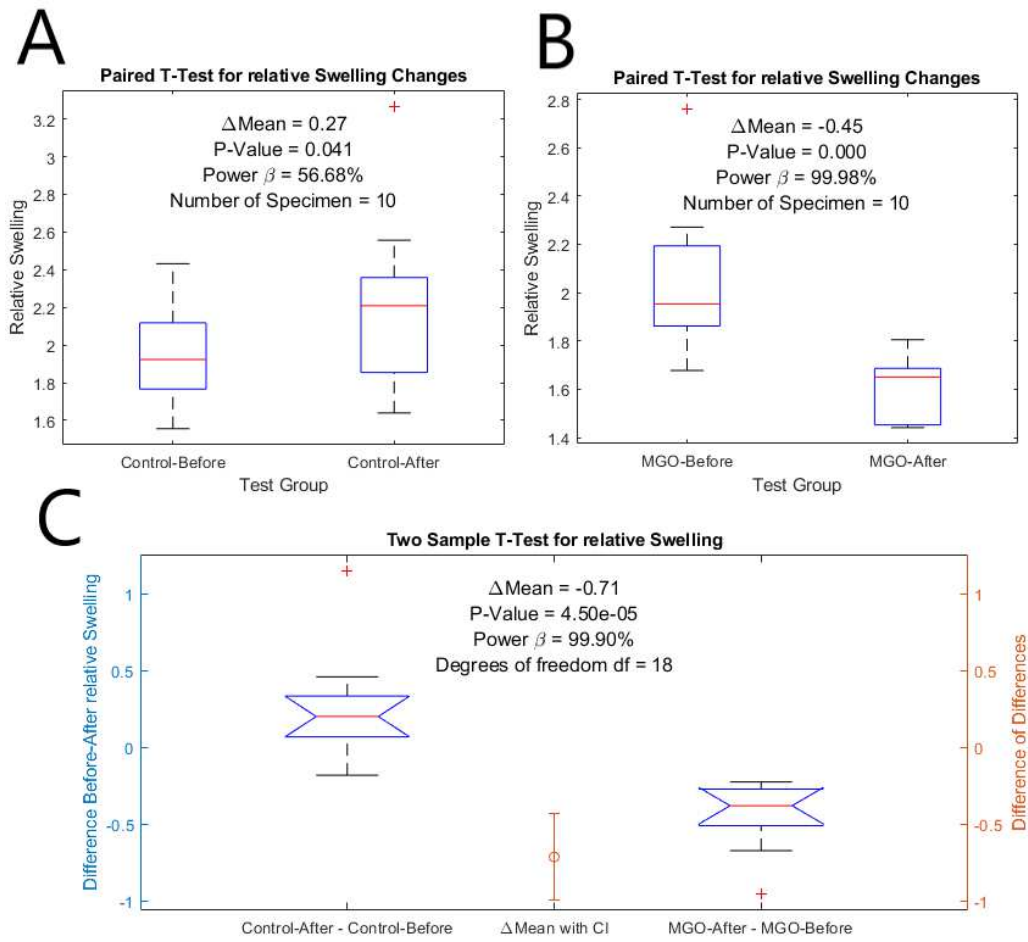 A
Paired T-Test for relative Swelling Changes
ΔMean = 0.27
P-Value = 0.041
Power β = 56.68%
Number of Specimen = 10
Relative Swelling
3.2
3
2.8
2.6
2.4
2.2
2
1.8
1.6
Control-Before
Control-After
Test Group
B
Paired T-Test for relative Swelling Changes
ΔMean = -0.45
P-Value = 0.000
Power β = 99.98%
Number of Specimen = 10
Relative Swelling
2.8
2.6
2.4
2.2
2
1.8
1.6
1.4
MGO-Before
MGO-After
Test Group
C
Two Sample T-Test for relative Swelling
ΔMean = -0.71
P-Value = 4.50e-05
Power β = 99.90%
Degrees of freedom df = 18
Difference Before-After relative Swelling
1
0.5
0
-0.5
-1
Difference of Differences
1
0.5
0
-0.5
-1
Control-After - Control-Before
ΔMean with CI
MGO-After - MGO-Before